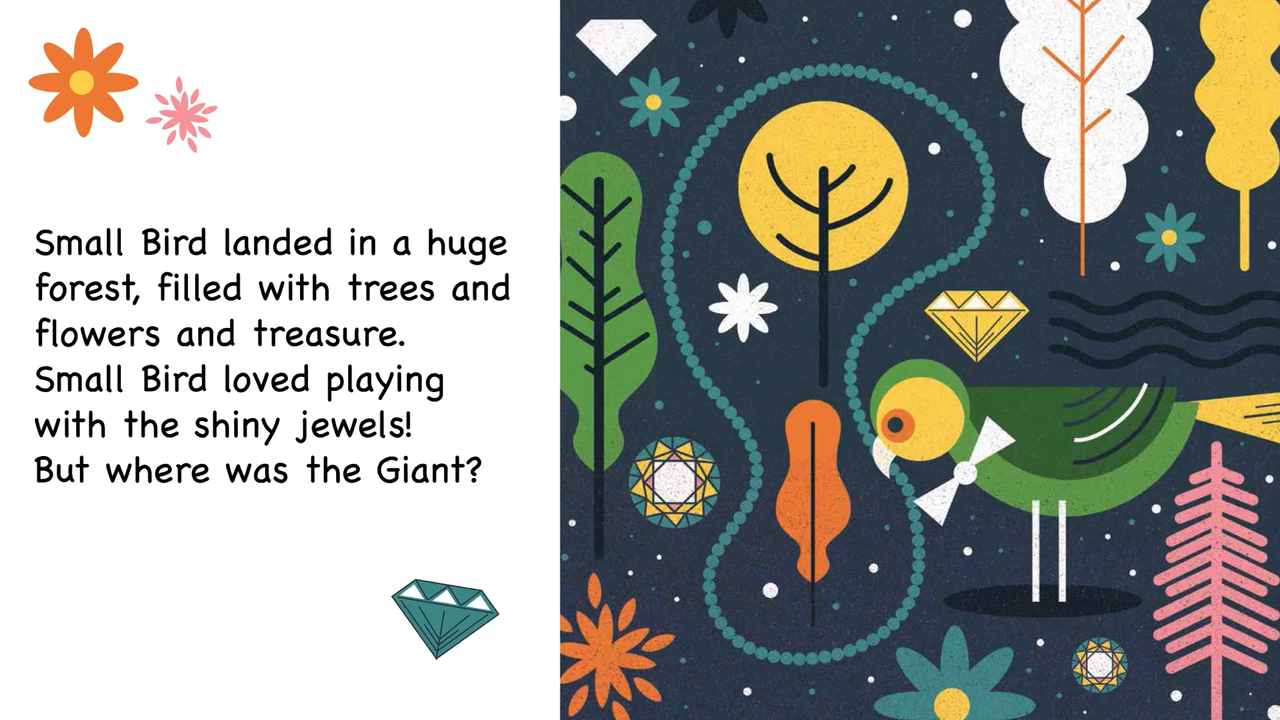 Small Bird landed in a huge
forest, filled with trees and
flowers and treasure.
Small Bird loved playing
with the shiny jewels!
But where was the Giant?